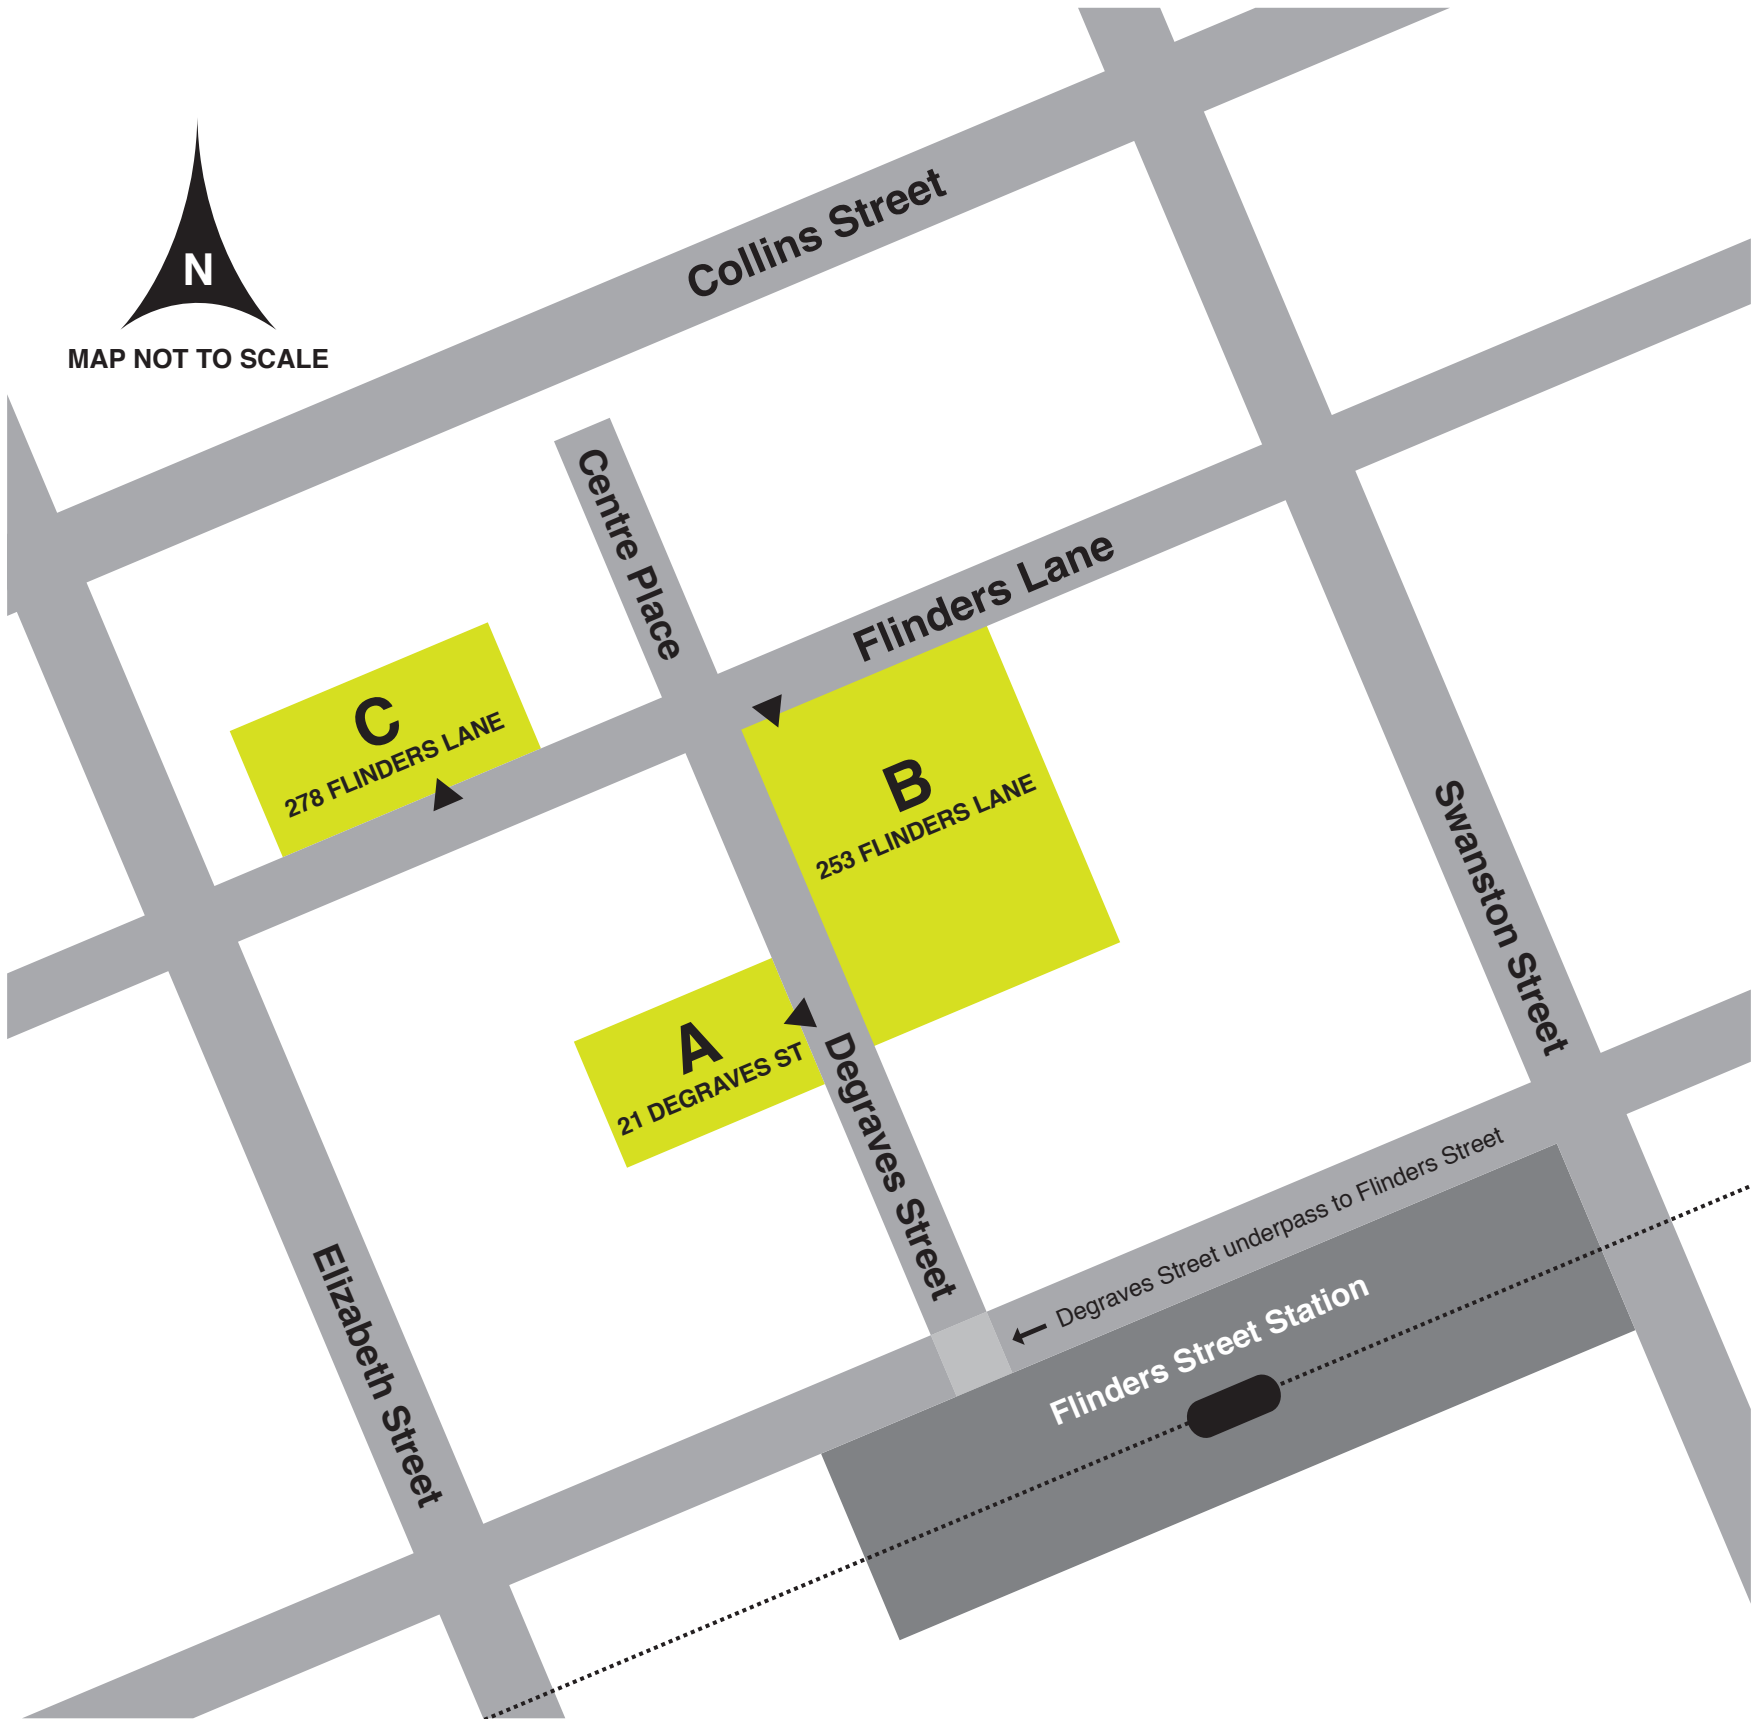 Collins Street
N
MAP NOT TO SCALE
Centre Place
Flinders Lane
C
278 FLINDERS LANE
B
253 FLINDERS LANE
Swanston Street
A
21 DEGRAVES ST
Degraves Street
Degraves Street underpass to Flinders Street
Elizabeth Street
Flinders Street Station